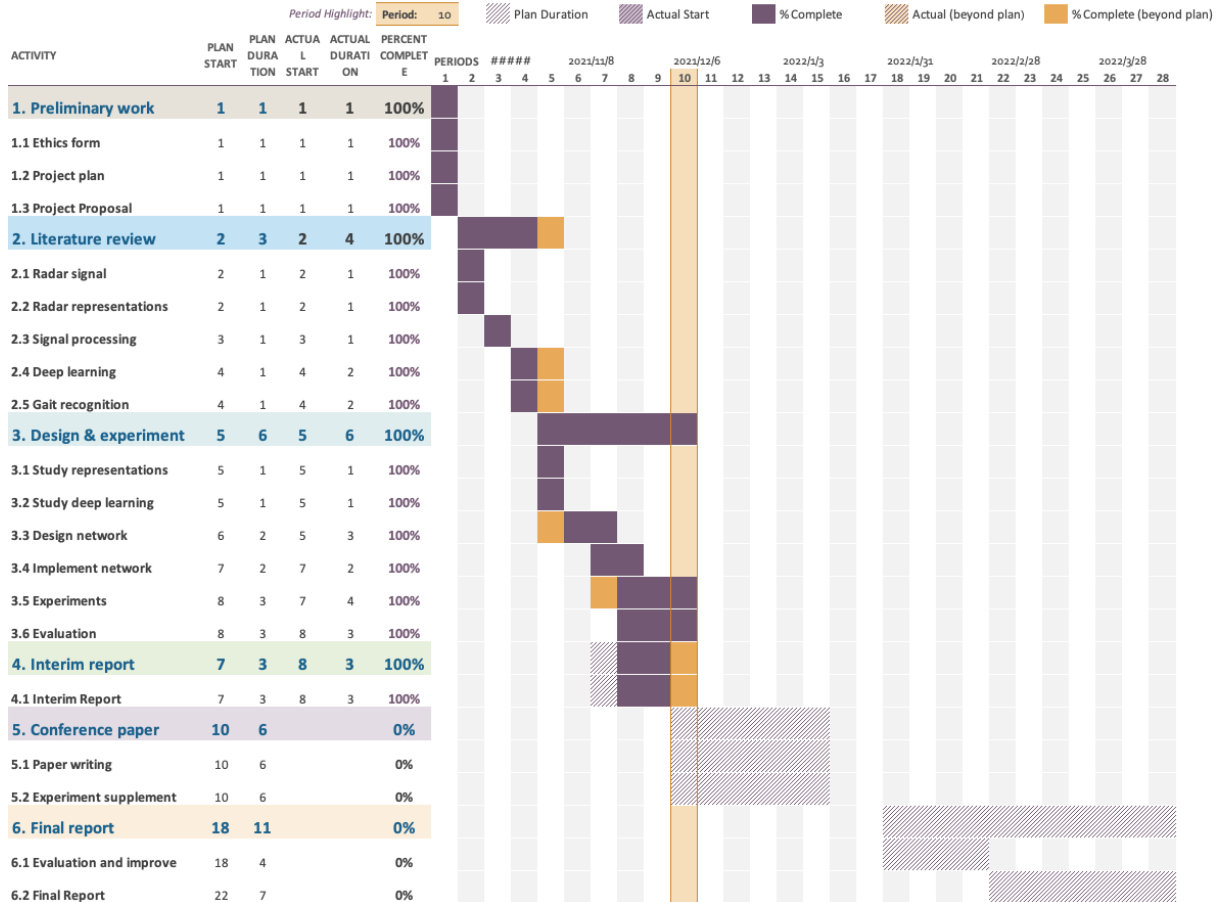 Period Highlight: Period: 10 Plan Duration Actual Start % Complete Actual (beyond plan) % Complete (beyond plan)
ACTIVITY PLAN START PLAN DURA TION ACTUA L START ACTUAL DURATI ON PERCENT COMPLET E PERIODS ##### 2021/11/8 2021/12/6 2022/1/3 2022/1/31 2022/2/28 2022/3/28
1 2 3 4 5 6 7 8 9 10 11 12 13 14 15 16 17 18 19 20 21 22 23 24 25 26 27 28
1. Preliminary work 1 1 1 1 100%
1.1 Ethics form 1 1 1 1 100%
1.2 Project plan 1 1 1 1 100%
1.3 Project Proposal 1 1 1 1 100%
2. Literature review 2 3 2 4 100%
2.1 Radar signal 2 1 2 1 100%
2.2 Radar representations 2 1 2 1 100%
2.3 Signal processing 3 1 3 1 100%
2.4 Deep learning 4 1 4 2 100%
2.5 Gait recognition 4 1 4 2 100%
3. Design & experiment 5 6 5 6 100%
3.1 Study representations 5 1 5 1 100%
3.2 Study deep learning 5 1 5 1 100%
3.3 Design network 6 2 5 3 100%
3.4 Implement network 7 2 7 2 100%
3.5 Experiments 8 3 7 4 100%
3.6 Evaluation 8 3 8 3 100%
4. Interim report 7 3 8 3 100%
4.1 Interim Report 7 3 8 3 100%
5. Conference paper 10 6 0%
5.1 Paper writing 10 6 0%
5.2 Experiment supplement 10 6 0%
6. Final report 18 11 0%
6.1 Evaluation and improve 18 4 0%
6.2 Final Report 22 7 0%